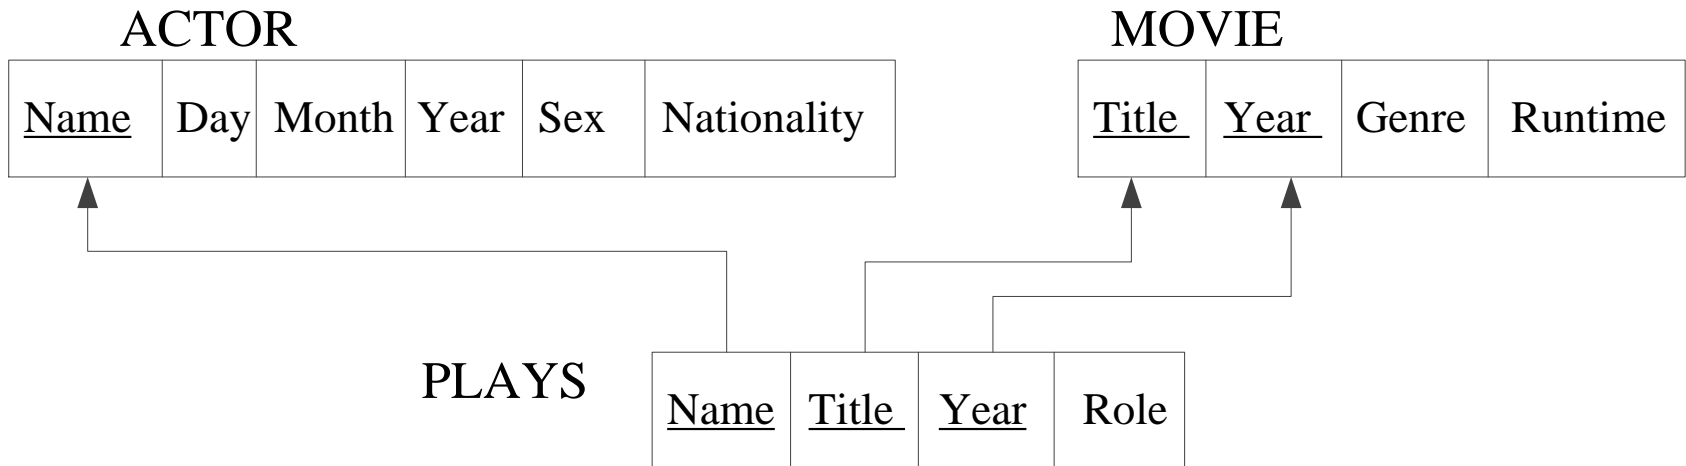 ACTOR MOVIE
Name Day Month Year Sex Nationality Title Year Genre Runtime
PLAYS
Name Title Year Role